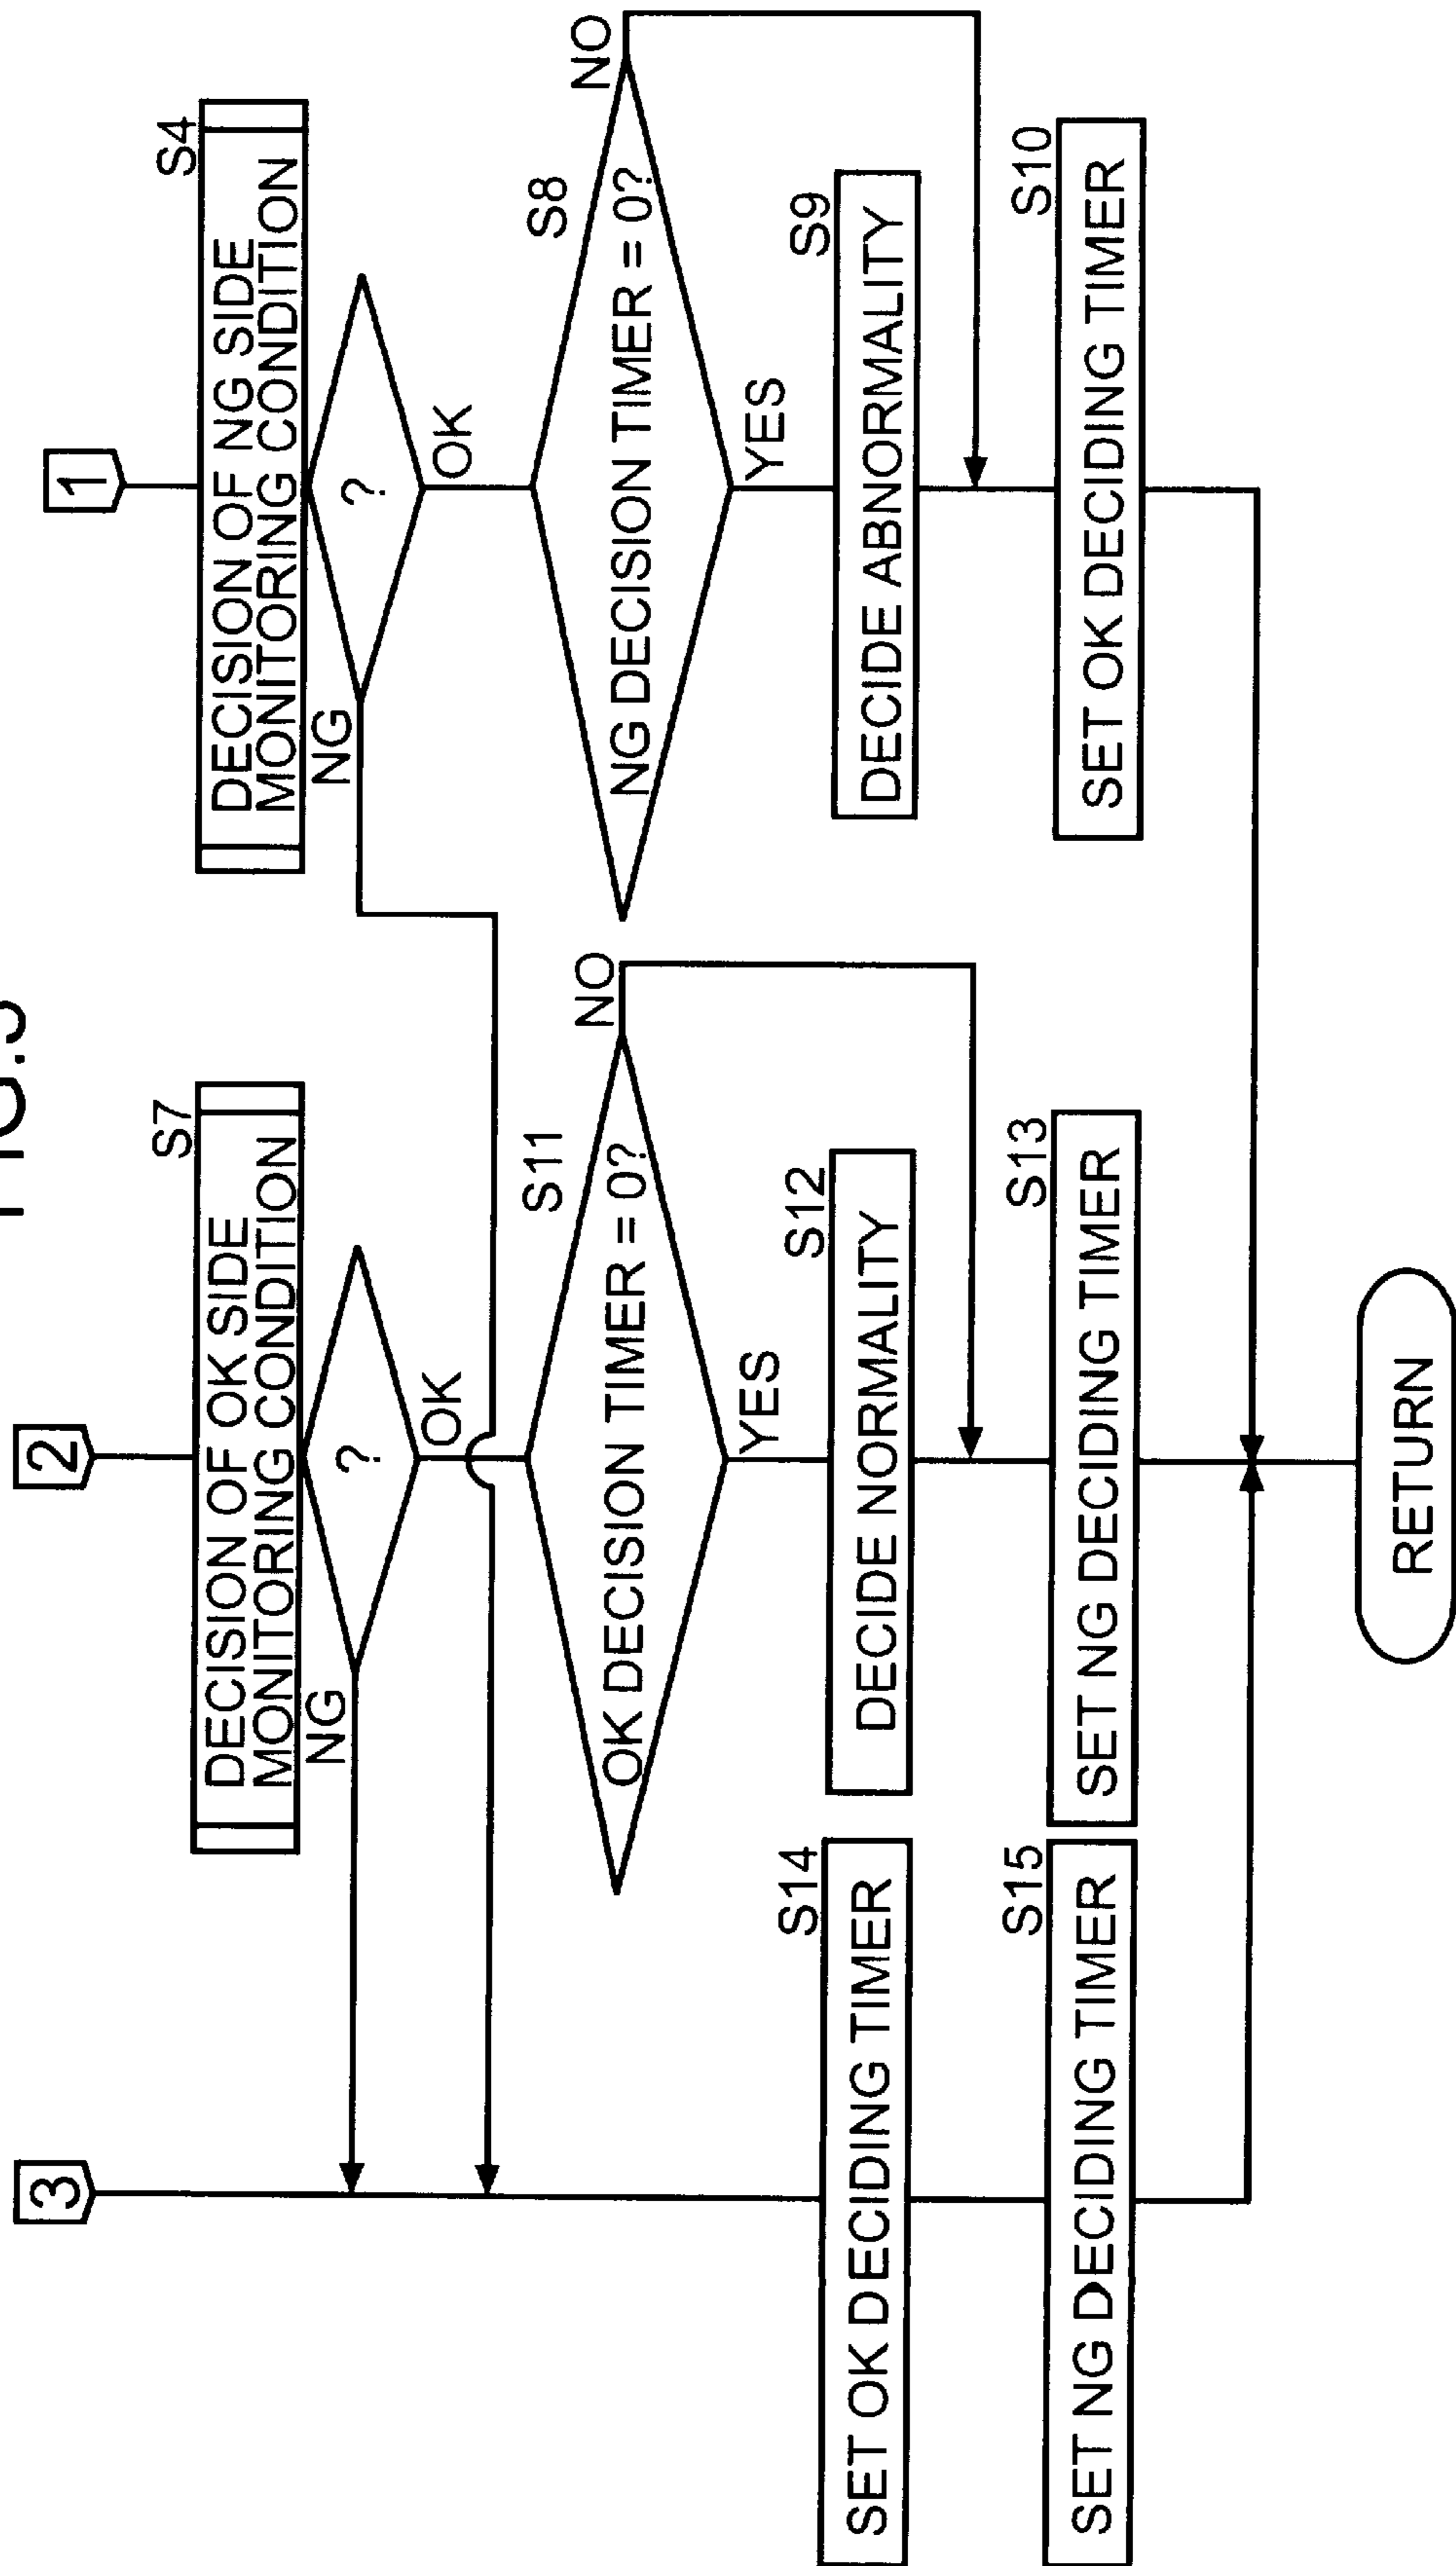 3
2
1
S7
DECISION OF OK SIDE
MONITORING CONDITION
S4
DECISION OF NG SIDE
MONITORING CONDITION
NG
?
OK
NG
?
OK
S11
OK DECISION TIMER = 0?
NO
YES
S8
NG DECISION TIMER = 0?
NO
YES
S14
SET OK DECIDING TIMER
S12
DECIDE NORMALITY
S9
DECIDE ABNORMALITY
S15
SET NG DECIDING TIMER
S13
SET NG DECIDING TIMER
S10
SET OK DECIDING TIMER
RETURN